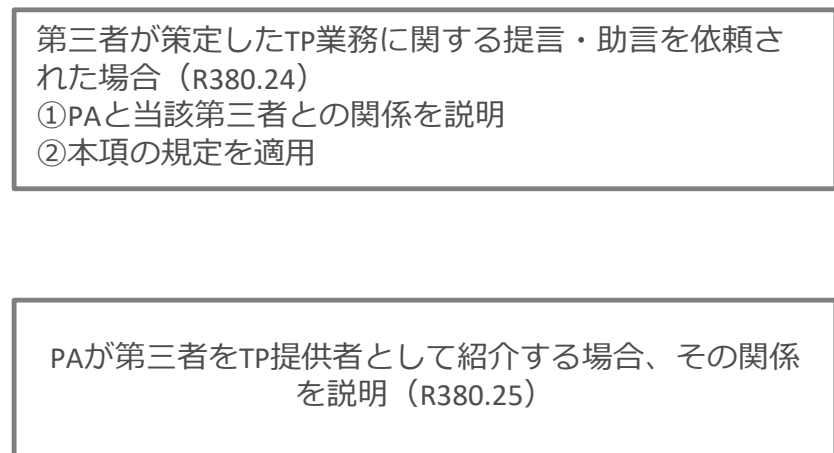 第三者が策定したTP業務に関する提言・助言を依頼さ
れた場合（R380.24）
①PAと当該第三者との関係を説明
②本項の規定を適用
PAが第三者をTP提供者として紹介する場合、その関係
を説明（R380.25）